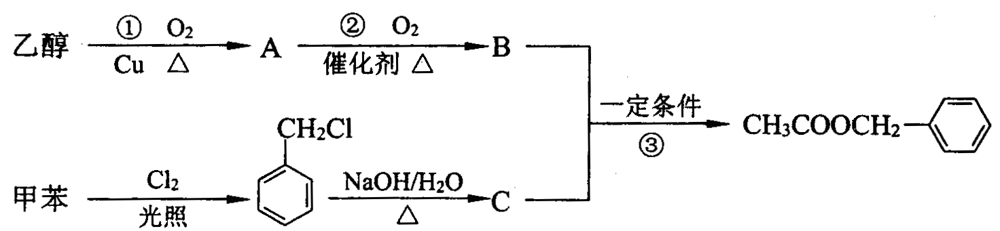 乙醇 ① O₂ Cu △ A ② O₂ 催化剂 △ B
一定条件 ③ CH₃COOCH₂
CH₂Cl
甲苯 Cl₂ 光照 NaOH/H₂O △ C